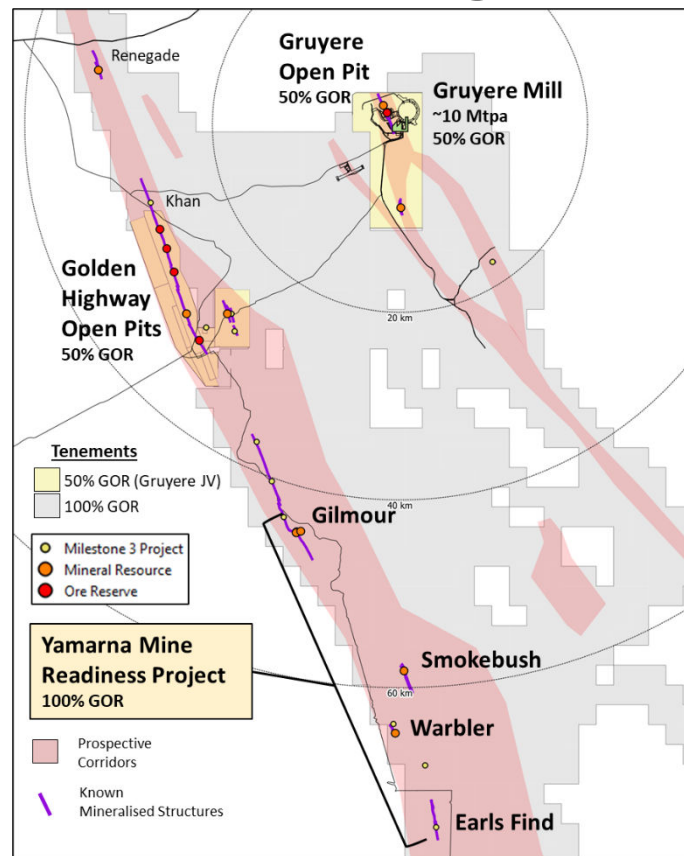 Renegade
Gruyere
Open Pit
50% GOR
Gruyere Mill
~10 Mtpa
50% GOR
Khan
Golden
Highway
Open Pits
50% GOR
20 km
Tenements
50% GOR (Gruyere JV)
100% GOR
40 km
Gilmour
Milestone 3 Project
Mineral Resource
Ore Reserve
Yamarna Mine
Readiness Project
100% GOR
Smokebush
60 km
Warbler
Prospective
Corridors
Known
Mineralised Structures
Earls Find